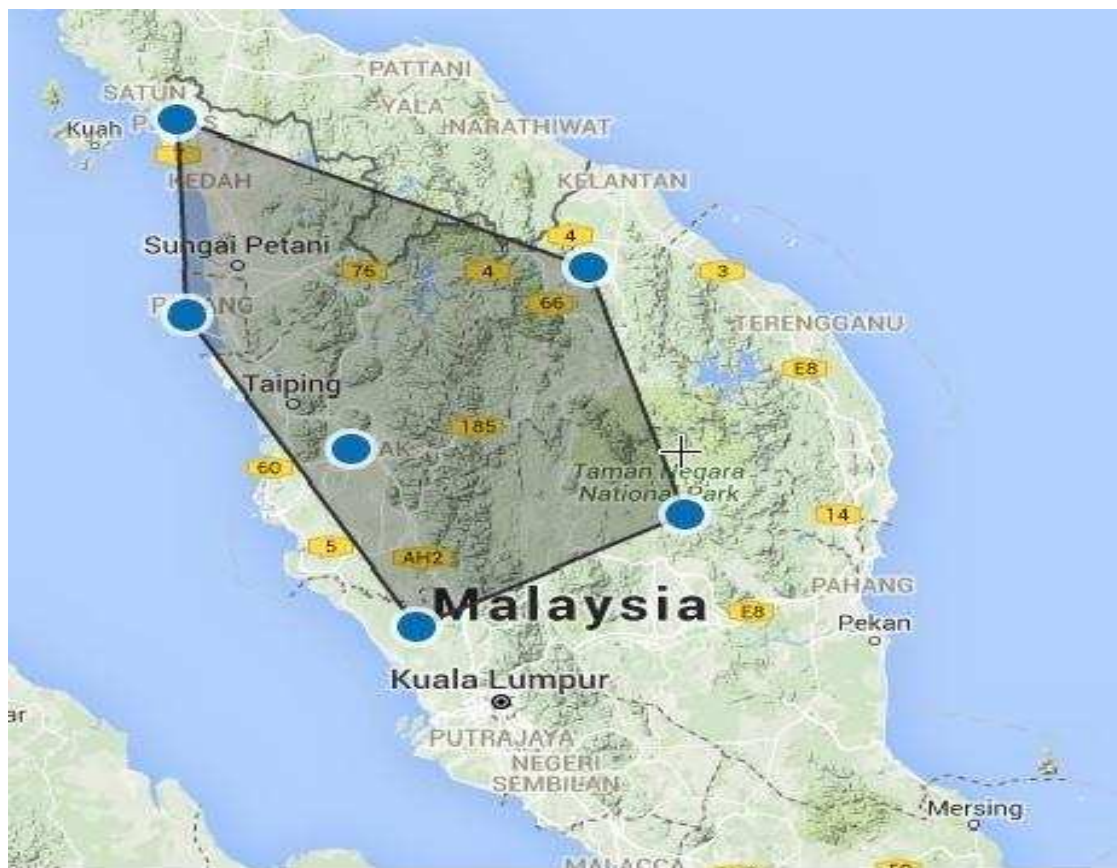 PATTANI
SATUN
YALA
Kuah
NARATHIWAT
KEDAH
KELANTAN
4
Sungai Petani
76
4
3
66
TERENGGANU
E8
Taiping
185
60
Taman Negara
National Park
14
5
AH2
PAHANG
Malaysia
E8
Pekan
Kuala Lumpur
PUTRAJAYA
NEGERI
SEMBILAN
Mersing
MALACCA